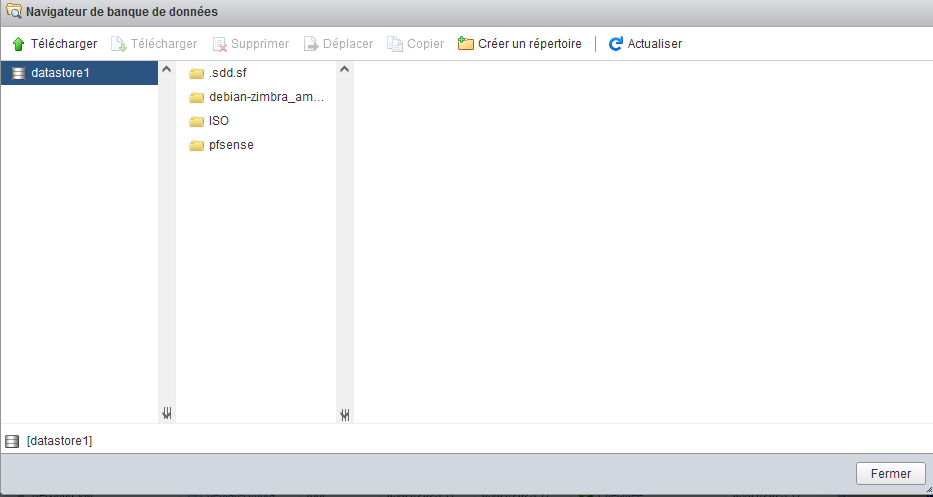 Navigateur de banque de données
Télécharger Télécharger Supprimer Déplacer Copier Créer un répertoire Actualiser
datastore1
.sdd.sf
debian-zimbra_am...
ISO
pfsense
[datastore1]
Fermer